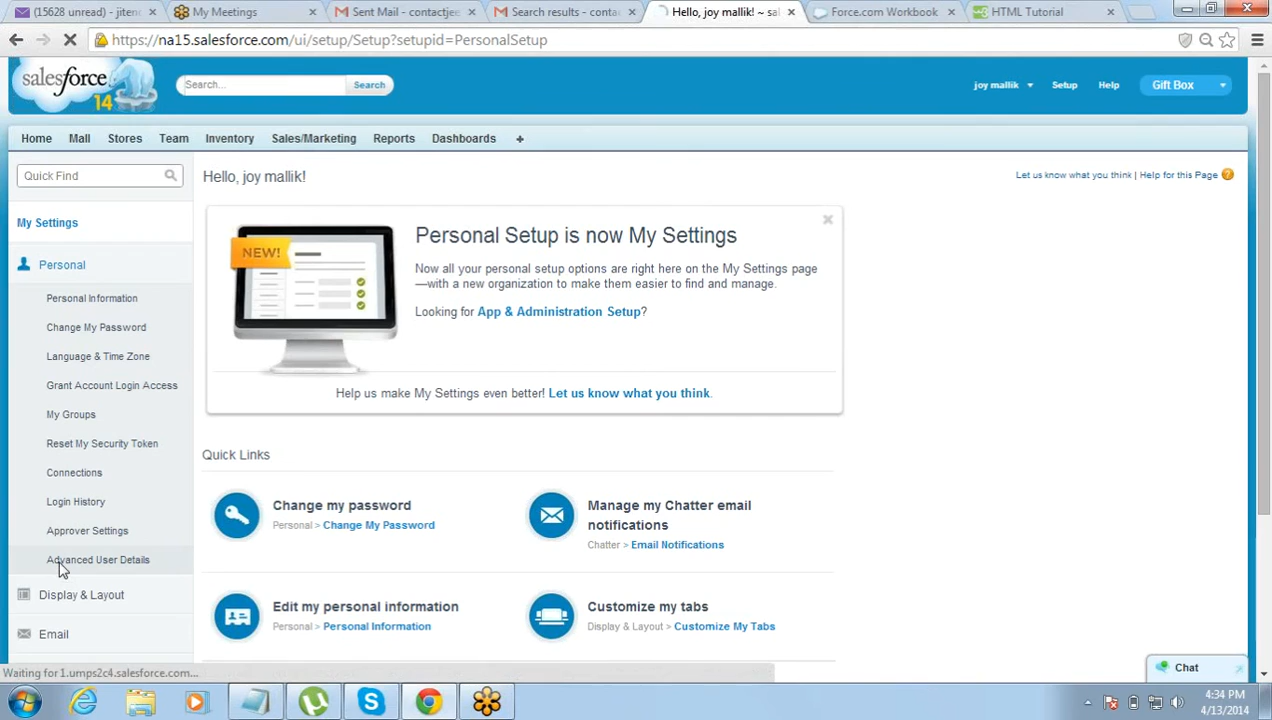 (15628 unread) - jiten
My Meetings
Sent Mail - contactjee
Search results - conta
Hello, joy mallik! ~ sa
Force.com Workbook
HTML Tutorial
https://na15.salesforce.com/ui/setup/Setup?setupid=PersonalSetup
salesforce
14
Search...
Search
joy mallik
Setup
Help
Gift Box
Home
Mall
Stores
Team
Inventory
Sales/Marketing
Reports
Dashboards
+
Quick Find
Hello, joy mallik!
Let us know what you think | Help for this Page
My Settings
Personal
Personal Information
Change My Password
Language & Time Zone
Grant Account Login Access
My Groups
Reset My Security Token
Connections
Login History
Approver Settings
Advanced User Details
Display & Layout
Email
NEW!
Personal Setup is now My Settings
Now all your personal setup options are right here on the My Settings page
—with a new organization to make them easier to find and manage.
Looking for App & Administration Setup?
Help us make My Settings even better! Let us know what you think.
Quick Links
Change my password
Personal > Change My Password
Manage my Chatter email
notifications
Chatter > Email Notifications
Edit my personal information
Personal > Personal Information
Customize my tabs
Display & Layout > Customize My Tabs
Chat
Waiting for 1.umps2c4.salesforce.com...
4:34 PM
4/13/2014